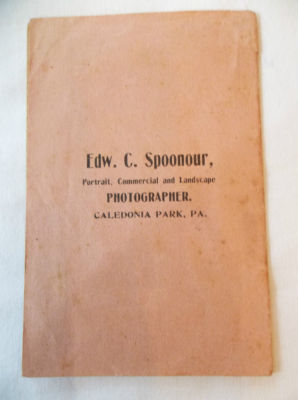 Edw. C. Spoonour,
Portrait, Commercial and Landscape
PHOTOGRAPHER.
CALEDONIA PARK, PA.